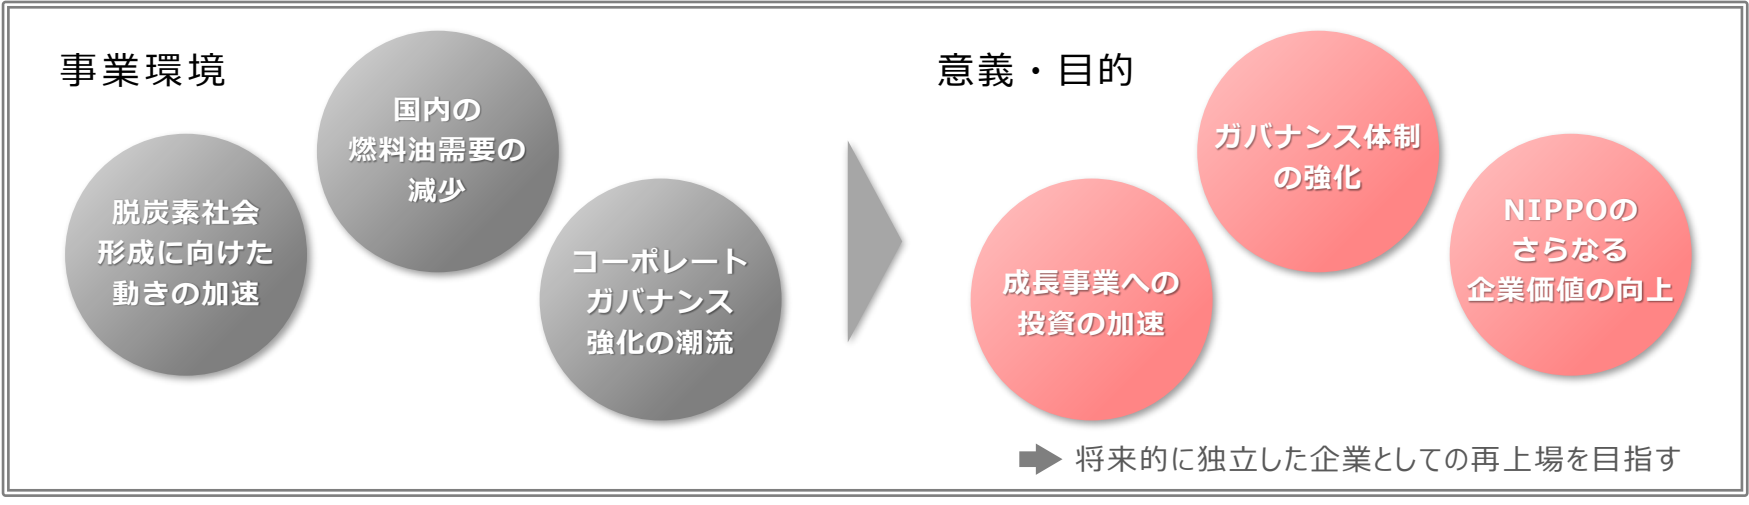 事業環境
脱炭素社会
形成に向けた
動きの加速
国内の
燃料油需要の
減少
コーポレート
ガバナンス
強化の潮流
意義・目的
成長事業への
投資の加速
ガバナンス体制
の強化
NIPPOの
さらなる
企業価値の向上
将来的に独立した企業としての再上場を目指す